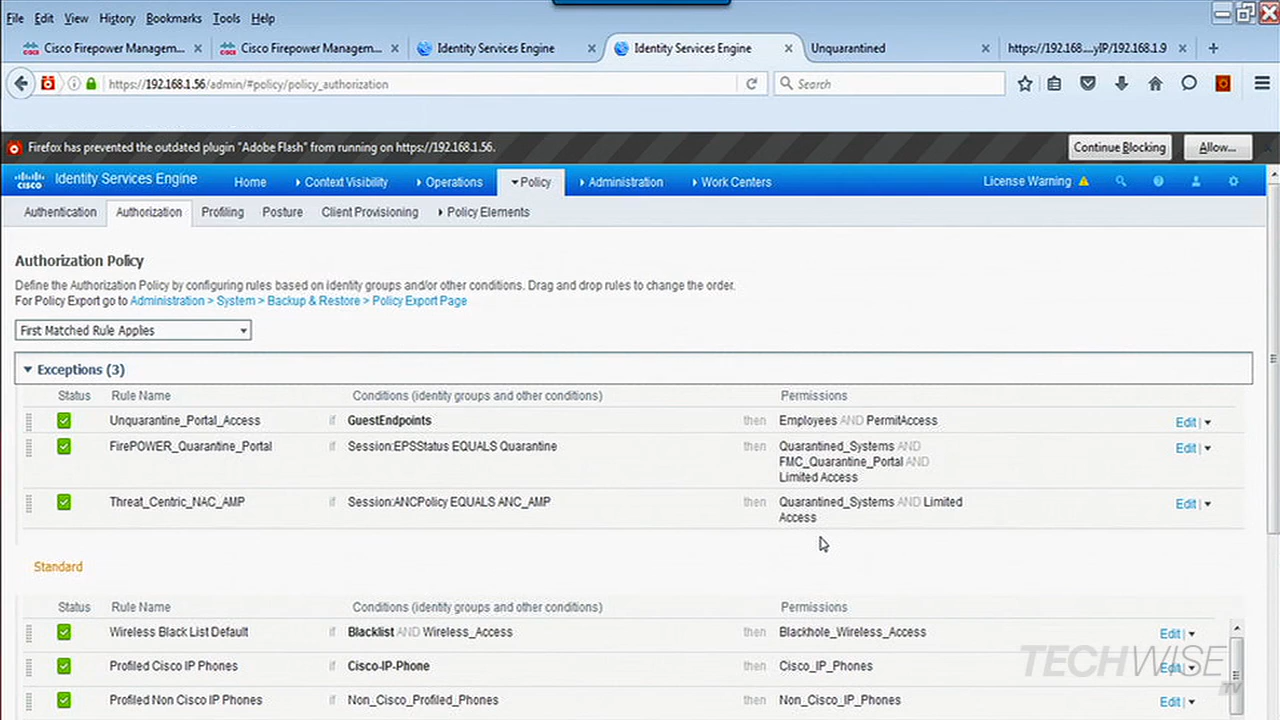 File Edit View History Bookmarks Tools Help
Cisco Firepower Managem... Cisco Firepower Managem... Identity Services Engine Identity Services Engine Unquarantined https://192.168....yIP/192.168.1.9
https://192.168.1.56/admin/#policy/policy_authorization Search
Firefox has prevented the outdated plugin "Adobe Flash" from running on https://192.168.1.56. Continue Blocking Allow...
CISCO Identity Services Engine Home Context Visibility Operations Policy Administration Work Centers License Warning
Authentication Authorization Profiling Posture Client Provisioning Policy Elements
Authorization Policy
Define the Authorization Policy by configuring rules based on identity groups and/or other conditions. Drag and drop rules to change the order.
For Policy Export go to Administration > System > Backup & Restore > Policy Export Page
First Matched Rule Applies
Exceptions (3)
Status Rule Name Conditions (identity groups and other conditions) Permissions
Unquarantine_Portal_Access if GuestEndpoints then Employees AND PermitAccess Edit
FirePOWER_Quarantine_Portal if Session:EPSStatus EQUALS Quarantine then Quarantined_Systems AND Edit
FMC_Quarantine_Portal AND
Limited Access
Threat_Centric_NAC_AMP if Session:ANCPolicy EQUALS ANC_AMP then Quarantined_Systems AND Limited Edit
Access
Standard
Status Rule Name Conditions (identity groups and other conditions) Permissions
Wireless Black List Default if Blacklist AND Wireless_Access then Blackhole_Wireless_Access Edit
Profiled Cisco IP Phones if Cisco-IP-Phone then Cisco_IP_Phones Edit
Profiled Non Cisco IP Phones if Non_Cisco_Profiled_Phones then Non_Cisco_IP_Phones Edit
TECHWISE
TV